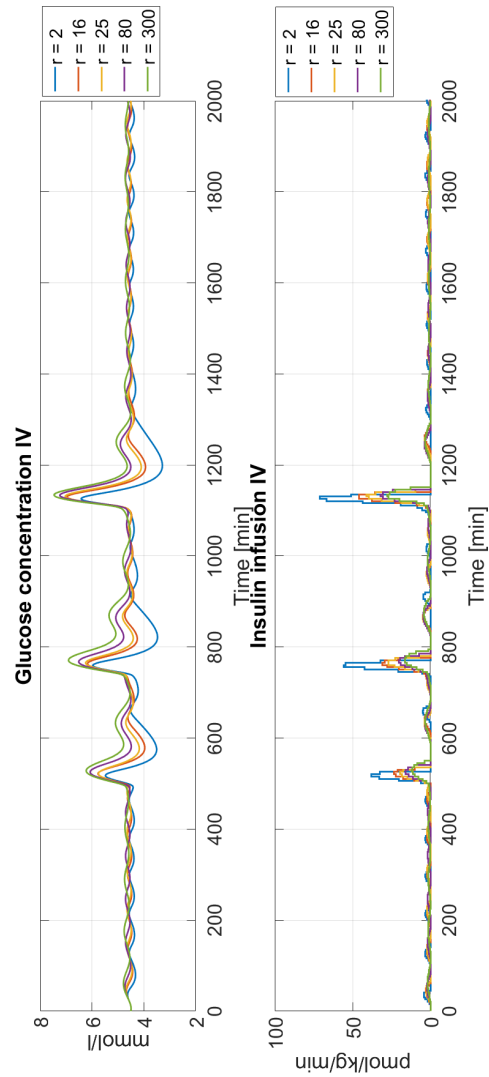 Glucose concentration IV
mmol/l
8
6
4
2
0
200
400
600
800
1000
1200
1400
1600
1800
2000
Time [min]
r = 2
r = 16
r = 25
r = 80
r = 300
Insulin infusion IV
pmol/kg/min
100
50
0
0
200
400
600
800
1000
1200
1400
1600
1800
2000
Time [min]
r = 2
r = 16
r = 25
r = 80
r = 300